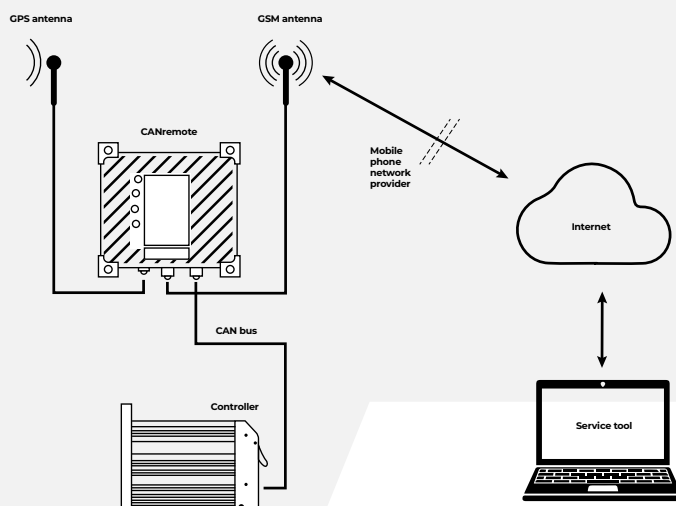 GPS antenna
GSM antenna
CANremote
Mobile
phone
network
provider
Internet
CAN bus
Controller
Service tool